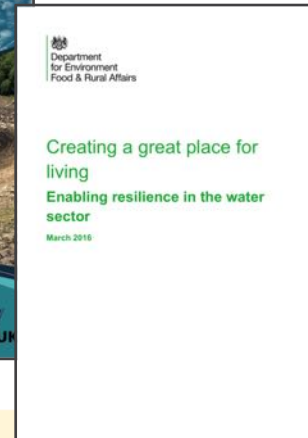 Department
for Environment
Food & Rural Affairs
Creating a great place for
living
Enabling resilience in the water
sector
March 2016
UK